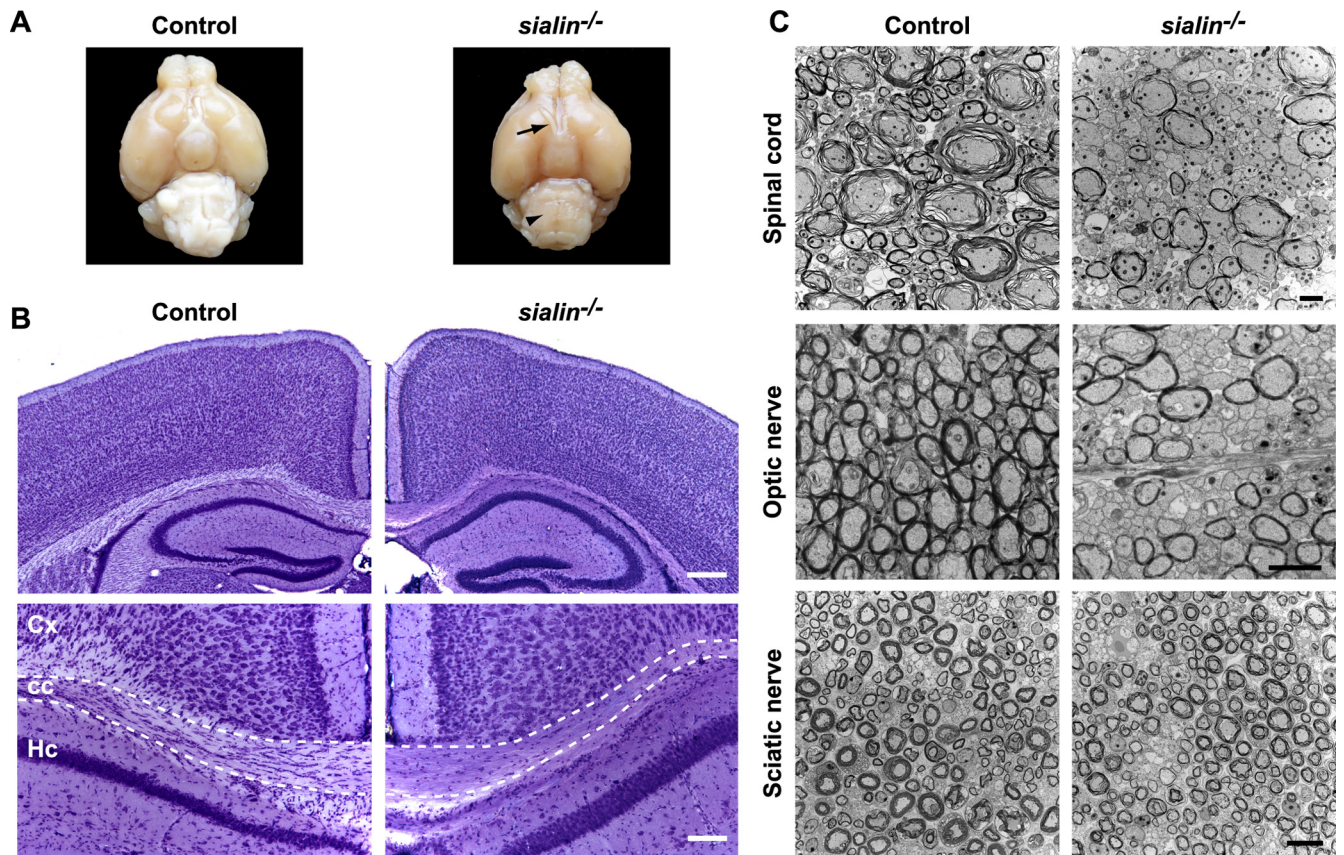 A
Control
sialin-/-
B
Control
sialin-/-
Cx
cc
Hc
C
Control
sialin-/-
Spinal cord
Optic nerve
Sciatic nerve